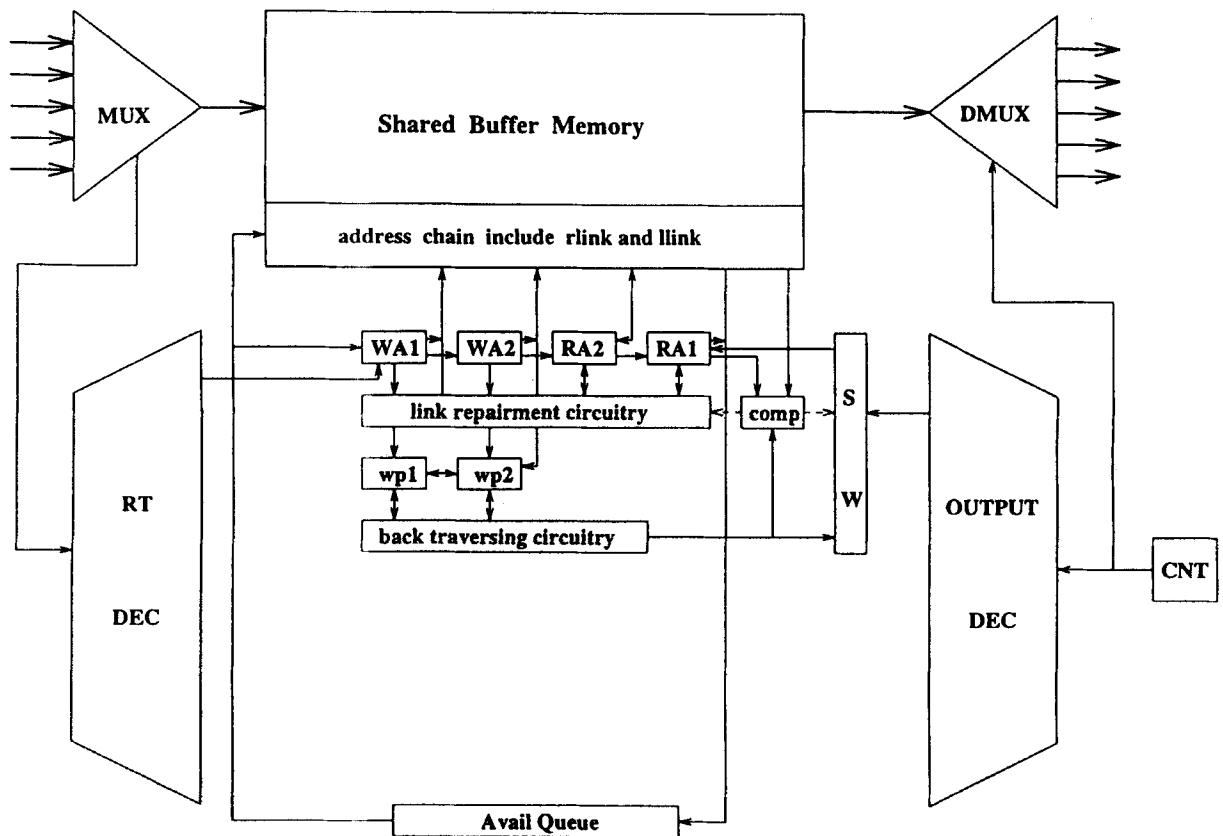 MUX
Shared Buffer Memory
DMUX
address chain include rlink and llink
WA1
WA2
RA2
RA1
link repairment circuitry
comp
S
W
wp1
wp2
back traversing circuitry
RT
DEC
OUTPUT
DEC
CNT
Avail Queue